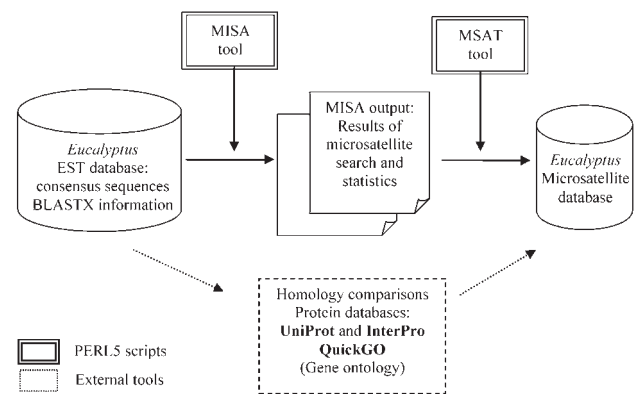 MISA
tool
MSAT
tool
Eucalyptus
EST database:
consensus sequences
BLASTX information
MISA output:
Results of
microsatellite
search and
statistics
Eucalyptus
Microsatellite
database
Homology comparisons
Protein databases:
UniProt and InterPro
QuickGO
(Gene ontology)
PERL5 scripts
External tools